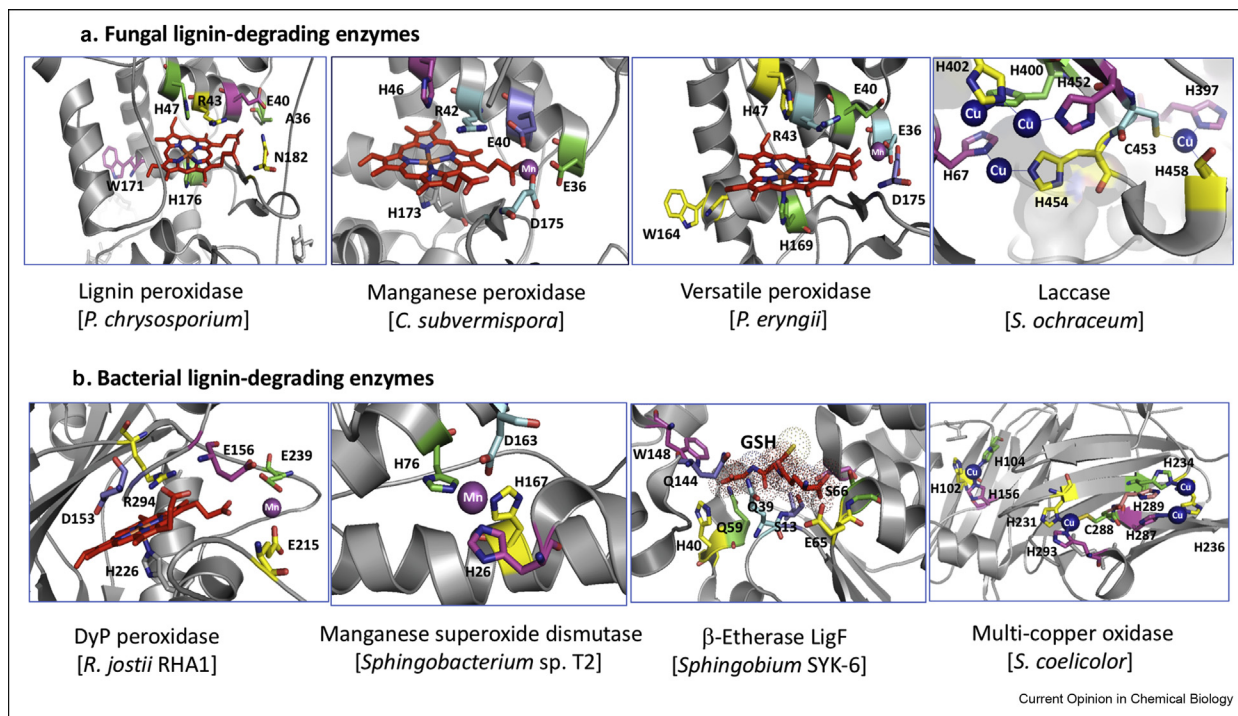 a. Fungal lignin-degrading enzymes
H47
R43
E40
A36
N182
W171
H176
H46
R42
E40
Mn
E36
H173
D175
H47
E40
R43
E36
Mn
D175
W164
H169
H402
H400
H452
H397
Cu
Cu
Cu
C453
Cu
H67
H458
H454
Lignin peroxidase
[P. chrysosporium]
Manganese peroxidase
[C. subvermispora]
Versatile peroxidase
[P. eryngii]
Laccase
[S. ochraceum]
b. Bacterial lignin-degrading enzymes
E156
E239
R294
Mn
D153
E215
H226
D163
H76
Mn
H167
H26
GSH
W148
Q144
S66
Q39
Q59
S13
H40
E65
H104
H234
Cu
Cu
H102
H156
H289
H231
Cu
C288
Cu
H287
H293
H236
DyP peroxidase
[R. jostii RHA1]
Manganese superoxide dismutase
[Sphingobacterium sp. T2]
β-Etherase LigF
[Sphingobium SYK-6]
Multi-copper oxidase
[S. coelicolor]
Current Opinion in Chemical Biology